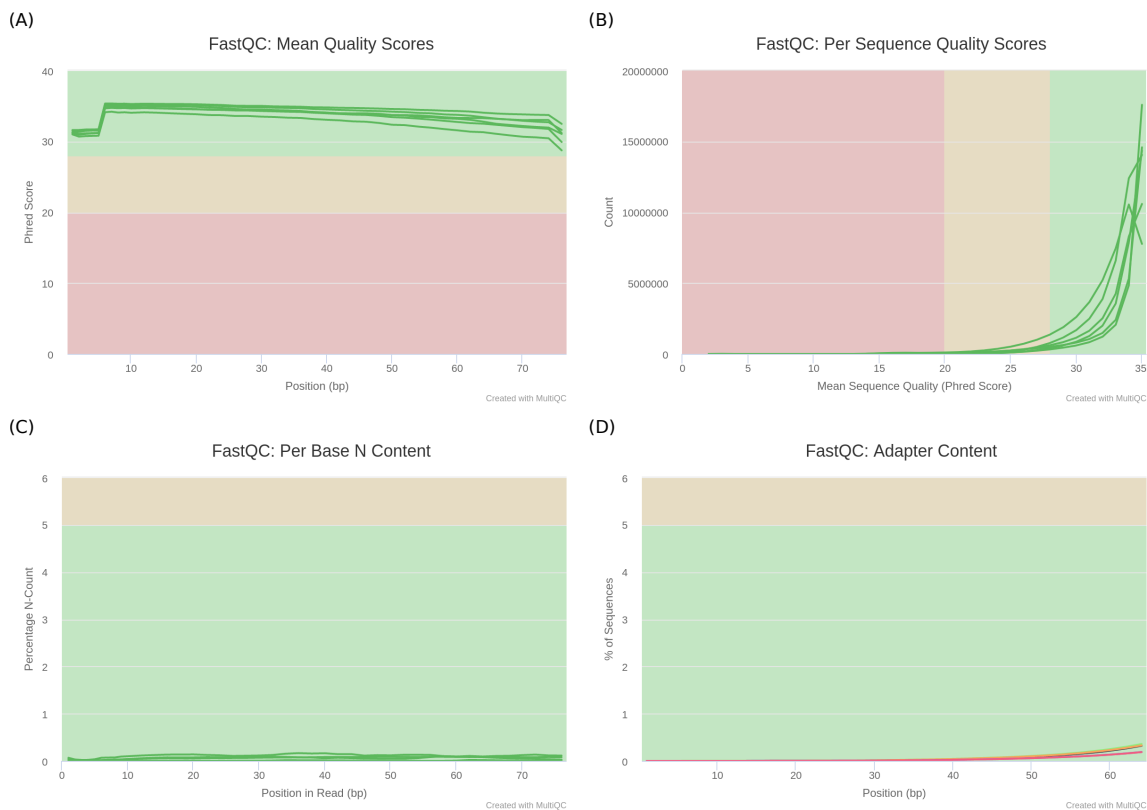 (A)
FastQC: Mean Quality Scores
40
30
20
10
0
Phred Score
10
20
30
40
50
60
70
Position (bp)
Created with MultiQC
(B)
FastQC: Per Sequence Quality Scores
20000000
15000000
10000000
5000000
0
Count
0
5
10
15
20
25
30
35
Mean Sequence Quality (Phred Score)
Created with MultiQC
(C)
FastQC: Per Base N Content
6
5
4
3
2
1
0
Percentage N-Count
0
10
20
30
40
50
60
70
Position in Read (bp)
Created with MultiQC
(D)
FastQC: Adapter Content
6
5
4
3
2
1
0
% of Sequences
10
20
30
40
50
60
Position (bp)
Created with MultiQC